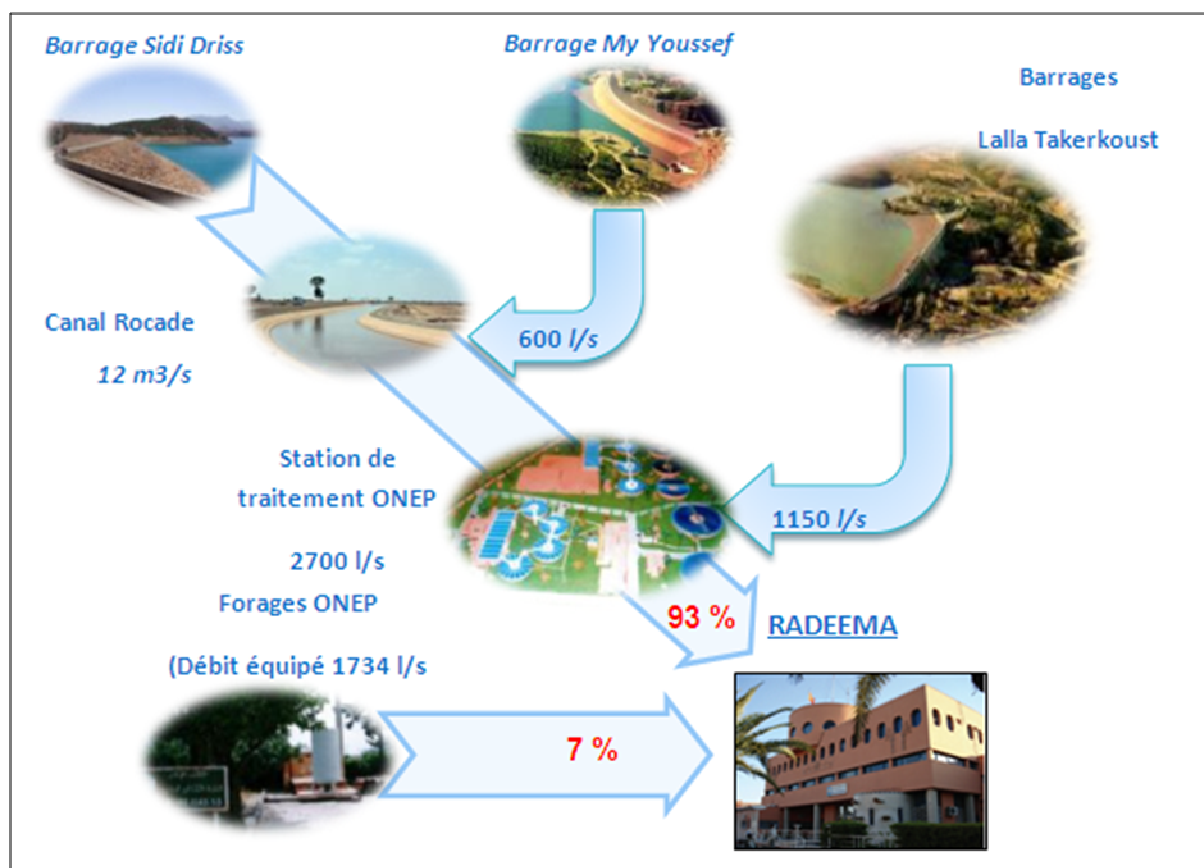 Barrage Sidi Driss
Barrage My Youssef
Barrages
Lalla Takerkoust
Canal Rocade
12 m3/s
600 l/s
Station de
traitement ONEP
2700 l/s
1150 l/s
Forages ONEP
(Débit équipé 1734 l/s
93 %
RADEEMA
7 %